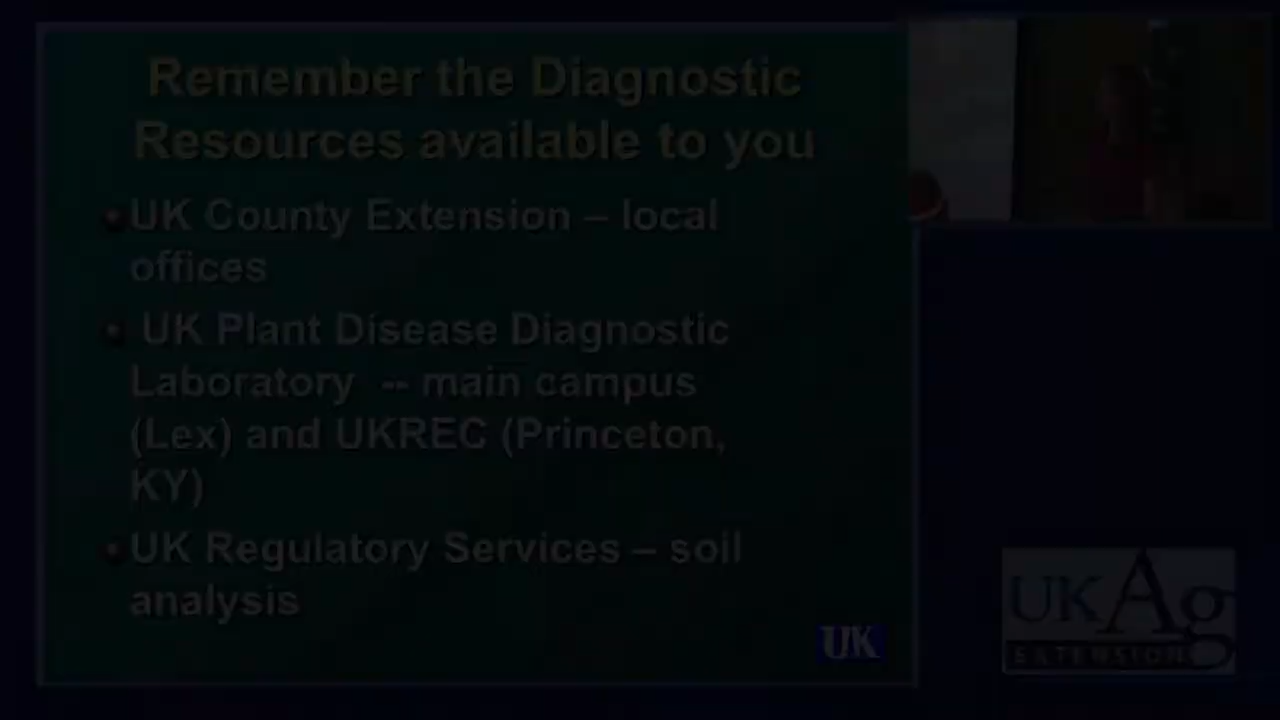 Remember the Diagnostic
Resources available to you
•UK County Extension – local
offices
• UK Plant Disease Diagnostic
Laboratory -- main campus
(Lex) and UKREC (Princeton,
KY)
•UK Regulatory Services – soil
analysis
UK
UKAg
EXTENSION